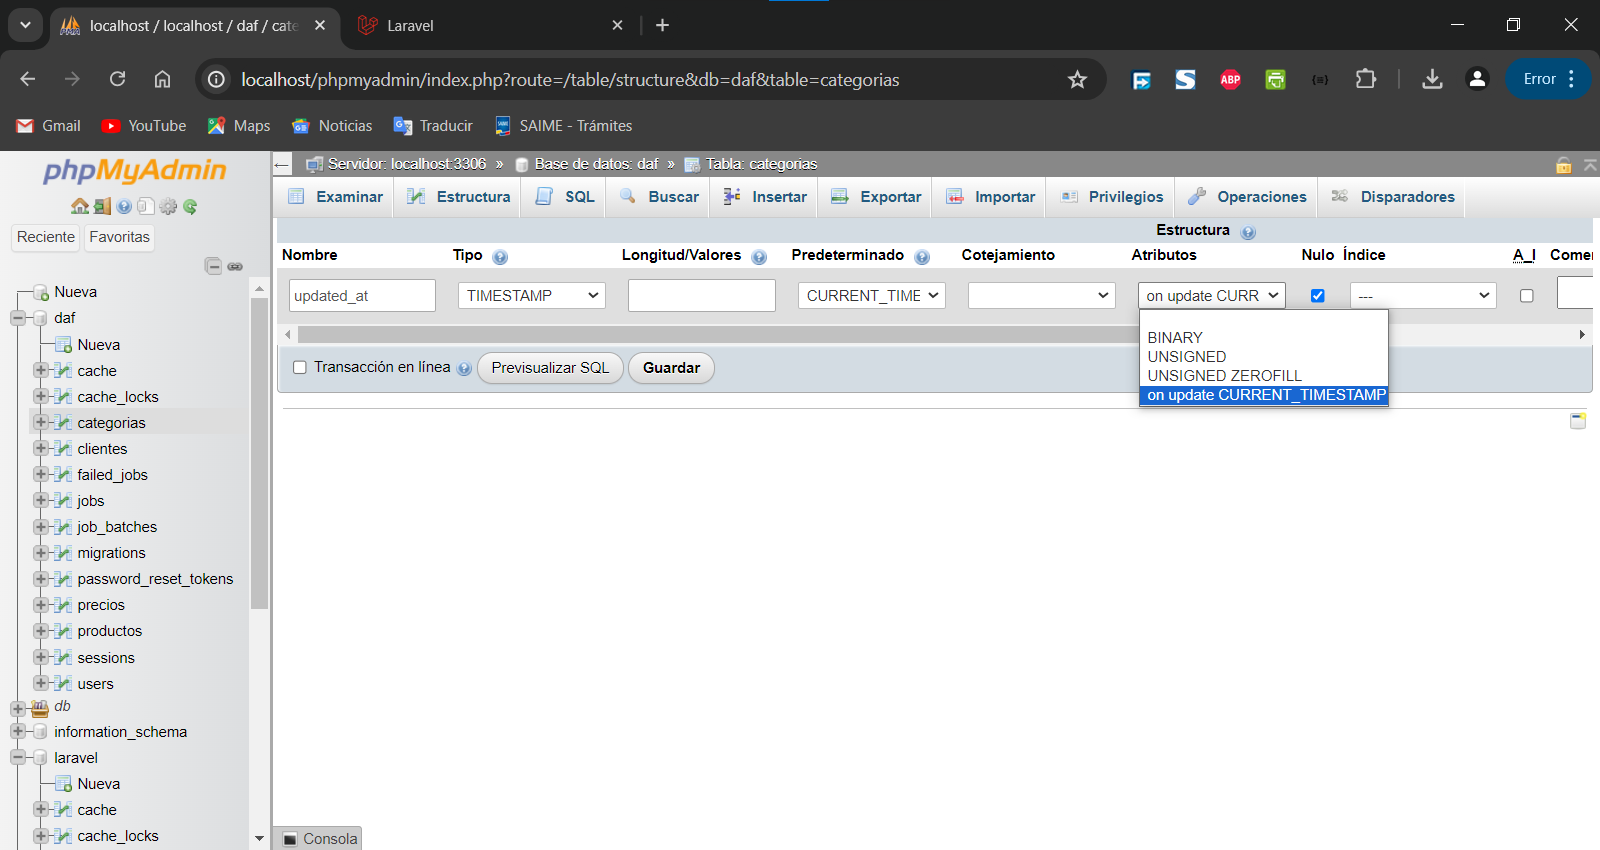 localhost / localhost / daf / cate
Laravel
localhost/phpmyadmin/index.php?route=/table/structure&db=daf&table=categorias
ABP
Error
Gmail
YouTube
Maps
Noticias
Traducir
SAIME - Trámites
phpMyAdmin
Reciente
Favoritas
Nueva
daf
Nueva
cache
cache_locks
categorias
clientes
failed_jobs
jobs
job_batches
migrations
password_reset_tokens
precios
productos
sessions
users
db
information_schema
laravel
Nueva
cache
cache_locks
Servidor: localhost:3306 » Base de datos: daf » Tabla: categorias
Examinar
Estructura
SQL
Buscar
Insertar
Exportar
Importar
Privilegios
Operaciones
Disparadores
Estructura
Nombre Tipo Longitud/Valores Predeterminado Cotejamiento Atributos Nulo Índice A_I Comer
updated_at TIMESTAMP CURRENT_TIME on update CURR ---
BINARY
UNSIGNED
UNSIGNED ZEROFILL
on update CURRENT_TIMESTAMP
Transacción en línea Previsualizar SQL Guardar
Consola